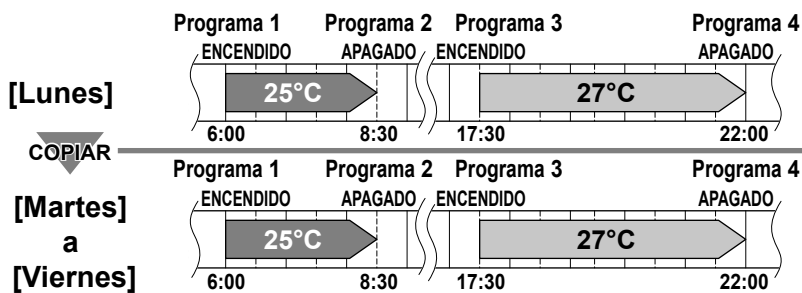 Programa 1 Programa 2 Programa 3 Programa 4
ENCENDIDO APAGADO ENCENDIDO APAGADO
[Lunes] 25°C 27°C
6:00 8:30 17:30 22:00
COPIAR
Programa 1 Programa 2 Programa 3 Programa 4
ENCENDIDO APAGADO ENCENDIDO APAGADO
[Martes]
a
[Viernes]
25°C 27°C
6:00 8:30 17:30 22:00